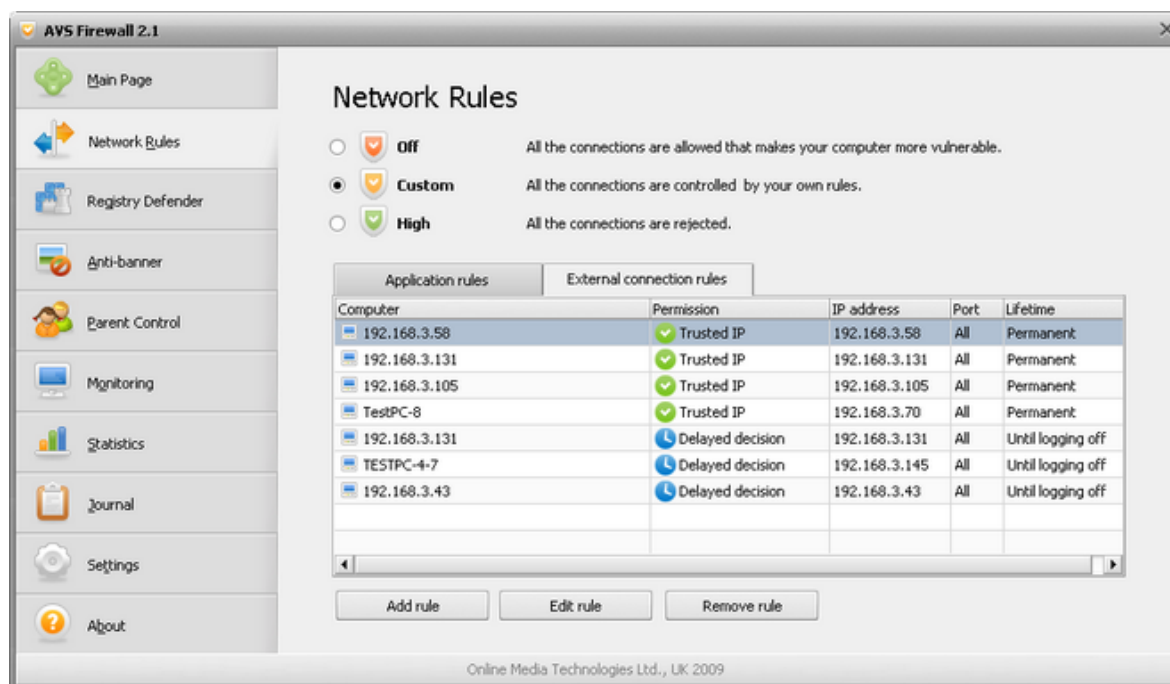 AVS Firewall 2.1
Main Page
Network Rules
Registry Defender
Anti-banner
Parent Control
Monitoring
Statistics
Journal
Settings
About
Network Rules
Off All the connections are allowed that makes your computer more vulnerable.
Custom All the connections are controlled by your own rules.
High All the connections are rejected.
Application rules External connection rules
Computer Permission IP address Port Lifetime
192.168.3.58 Trusted IP 192.168.3.58 All Permanent
192.168.3.131 Trusted IP 192.168.3.131 All Permanent
192.168.3.105 Trusted IP 192.168.3.105 All Permanent
TestPC-8 Trusted IP 192.168.3.70 All Permanent
192.168.3.131 Delayed decision 192.168.3.131 All Until logging off
TESTPC-4-7 Delayed decision 192.168.3.145 All Until logging off
192.168.3.43 Delayed decision 192.168.3.43 All Until logging off
Add rule Edit rule Remove rule
Online Media Technologies Ltd., UK 2009